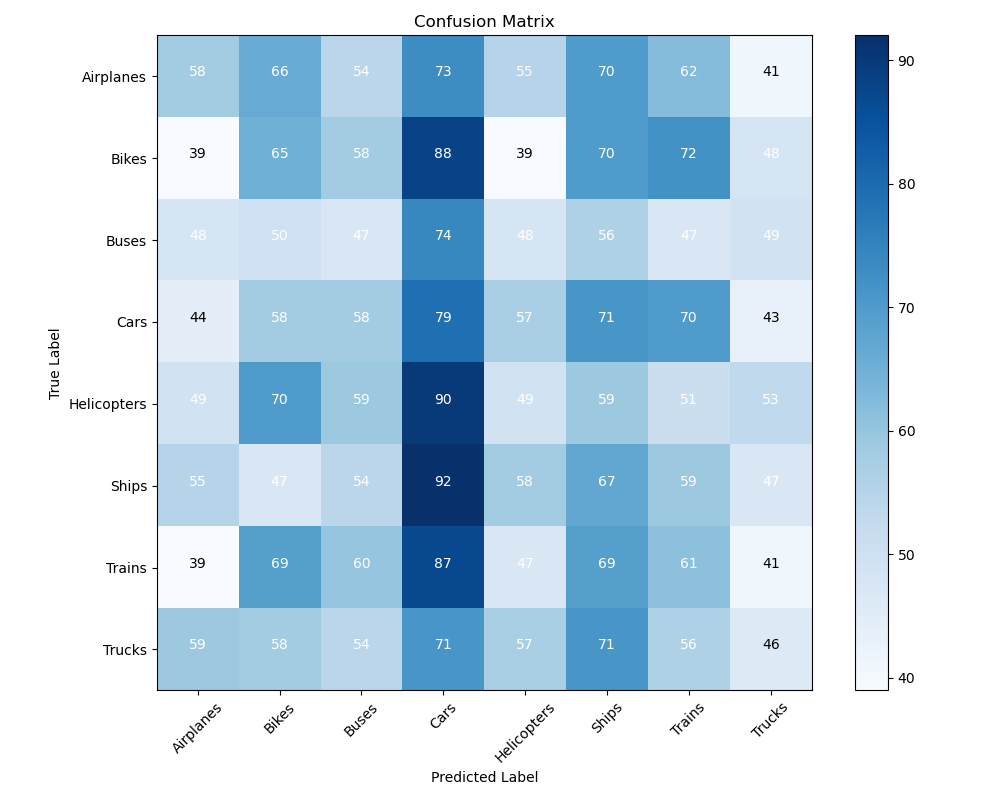 Confusion Matrix
Airplanes 58 66 54 73 55 70 62 41
Bikes 39 65 58 88 39 70 72 48
Buses 48 50 47 74 48 56 47 49
Cars 44 58 58 79 57 71 70 43
Helicopters 49 70 59 90 49 59 51 53
Ships 55 47 54 92 58 67 59 47
Trains 39 69 60 87 47 69 61 41
Trucks 59 58 54 71 57 71 56 46
True Label
Airplanes Bikes Buses Cars Helicopters Ships Trains Trucks
Predicted Label
90
80
70
60
50
40